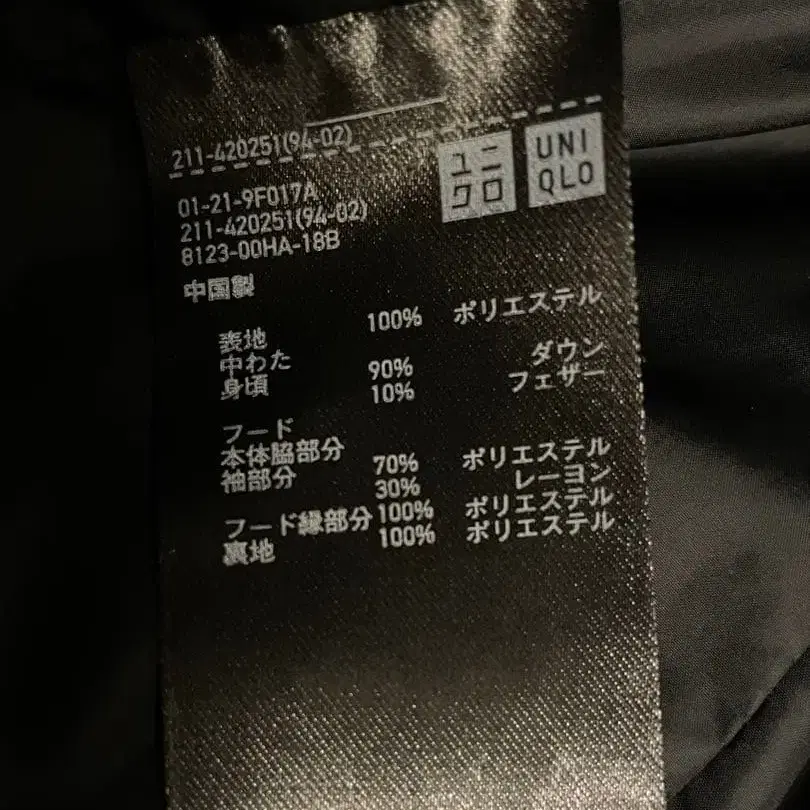 211-420251(94-02)
ユニ
クロ
UNI
QLO
01-21-9F017A
211-420251(94-02)
8123-00HA-18B
中国製
表地 100% ポリエステル
中わた
身頃 90% ダウン
10% フェザー
フード
本体脇部分
袖部分 70% ポリエステル
30% レーヨン
フード縁部分 100% ポリエステル
裏地 100% ポリエステル